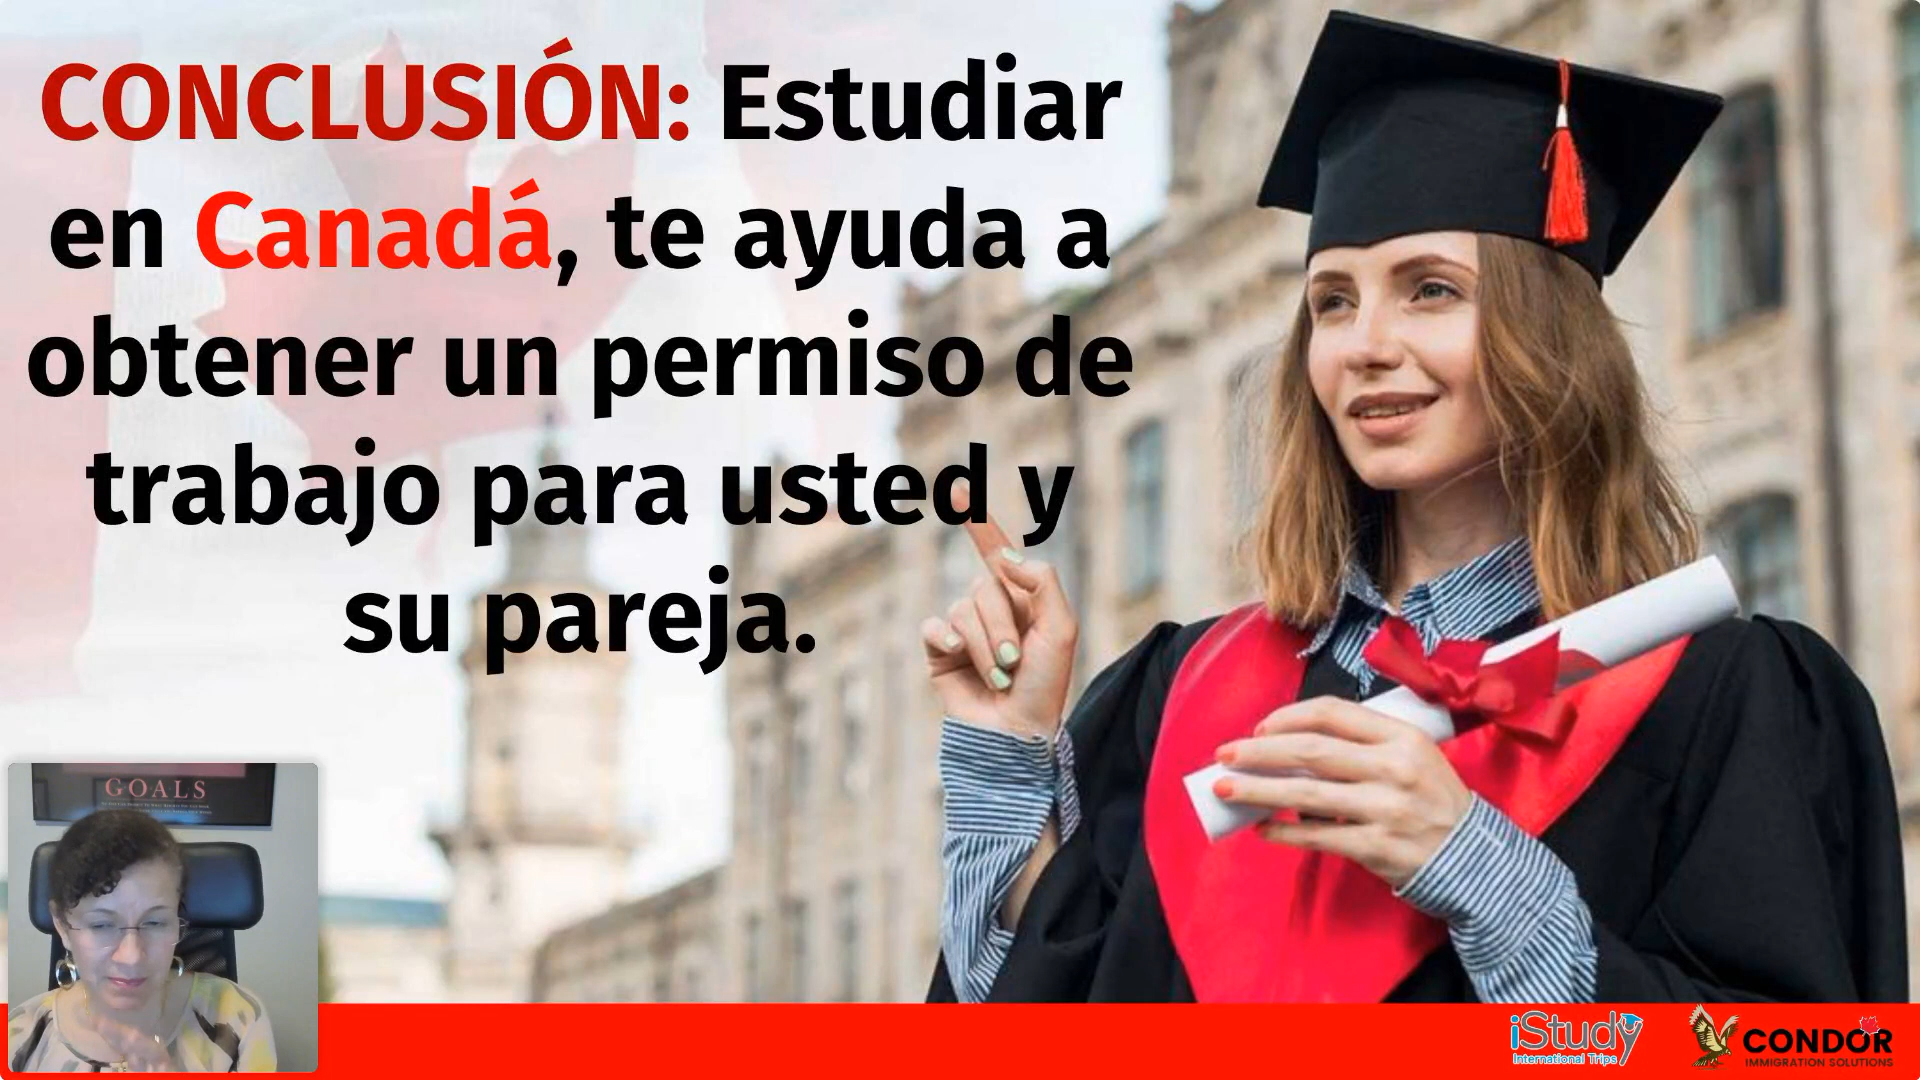 CONCLUSIÓN: Estudiar
en Canadá, te ayuda a
obtener un permiso de
trabajo para usted y
su pareja.
GOALS
iStudy
International Trips
CONDOR
IMMIGRATION SOLUTIONS